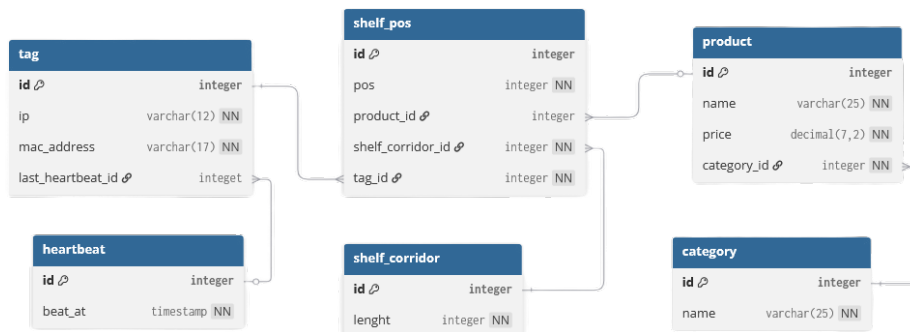 tag
id integer
ip varchar(12) NN
mac_address varchar(17) NN
last_heartbeat_id integet
shelf_pos
id integer
pos integer NN
product_id integer
shelf_corridor_id integer NN
tag_id integer NN
product
id integer
name varchar(25) NN
price decimal(7,2) NN
category_id integer NN
heartbeat
id integer
beat_at timestamp NN
shelf_corridor
id integer
lenght integer NN
category
id integer
name varchar(25) NN